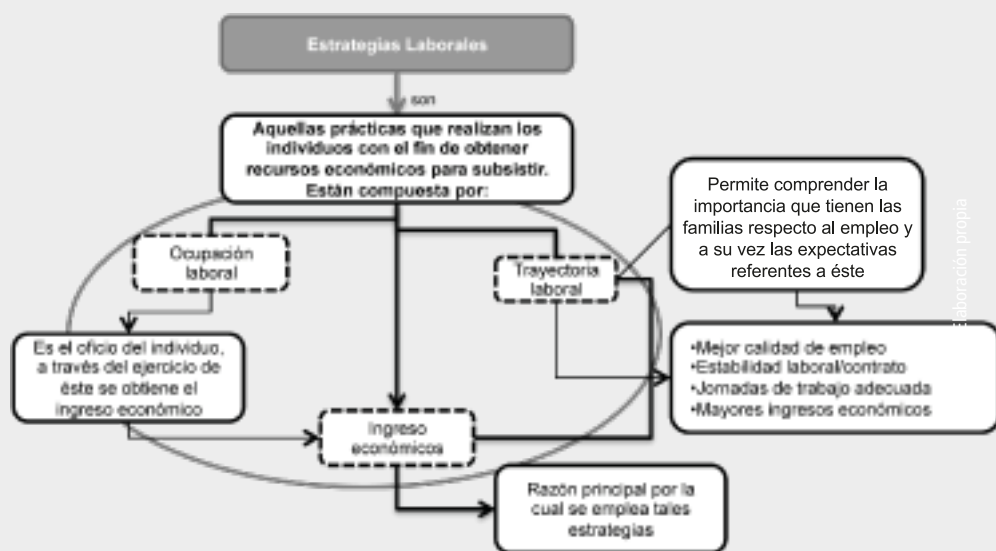 Estrategias Laborales
son
Aquellas prácticas que realizan los
individuos con el fin de obtener
recursos económicos para subsistir.
Están compuesta por:
Permite comprender la
importancia que tienen las
familias respecto al empleo y
a su vez las expectativas
referentes a éste
Ocupación
laboral
Trayectoria
laboral
Es el oficio del individuo,
a través del ejercicio de
éste se obtiene el
ingreso económico
•Mejor calidad de empleo
•Estabilidad laboral/contrato
•Jornadas de trabajo adecuada
•Mayores ingresos económicos
Ingreso
económicos
Razón principal por la
cual se emplea tales
estrategias
Elaboración propia